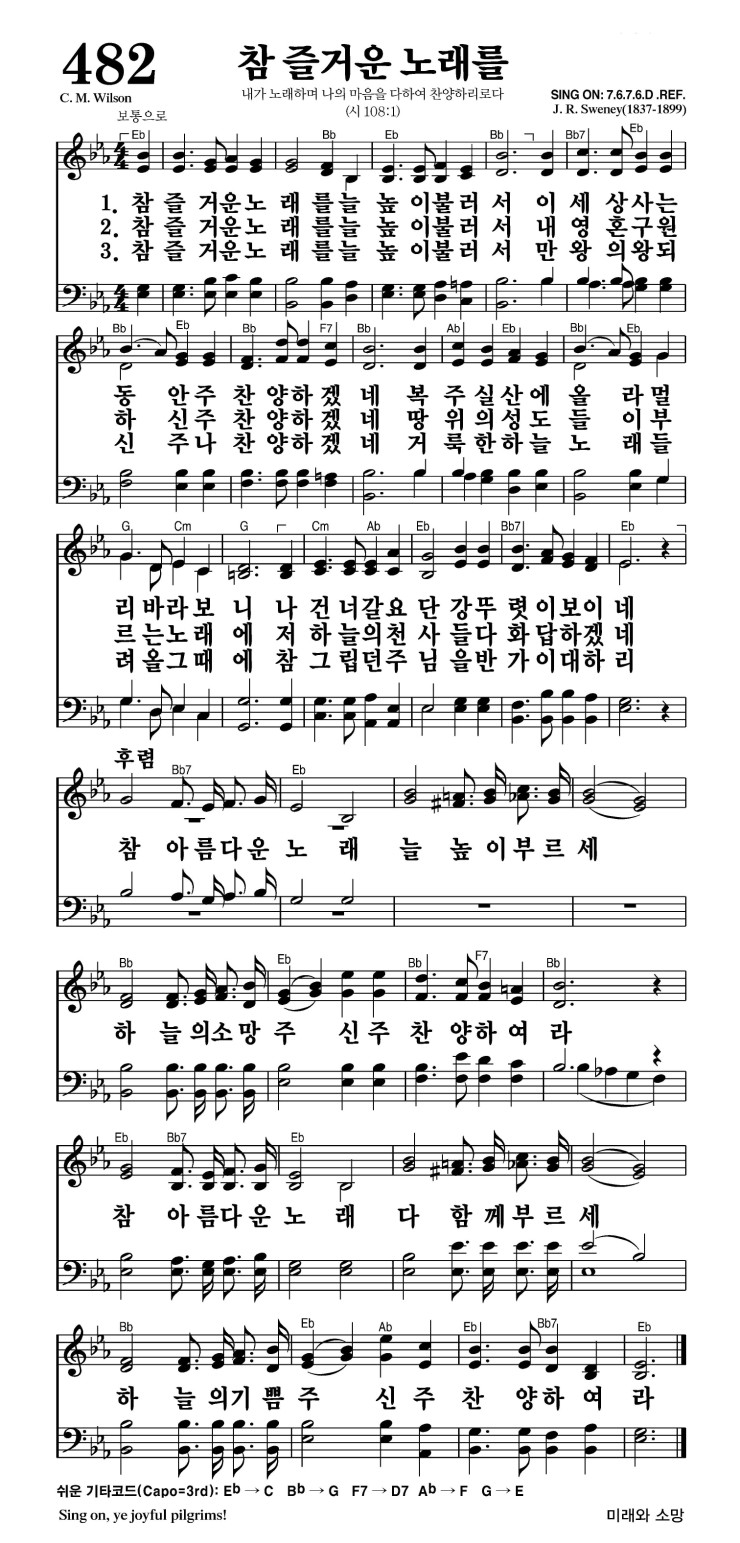 482
참 즐거운 노래를
C. M. Wilson
내가 노래하며 나의 마음을 다하여 찬양하리로다
(시 108:1)
SING ON: 7.6.7.6.D .REF.
J. R. Sweney(1837-1899)
보통으로
Eb Bb Eb Bb Bb7 Eb
1. 참 즐 거운노 래 를늘 높 이불러 서 이 세 상사는
2. 참 즐 거운노 래 를늘 높 이불러 서 내 영 혼구원
3. 참 즐 거운노 래 를늘 높 이불러 서 만 왕 의왕되
Bb Eb Bb F7 Bb Ab Eb Bb Eb
동 안주 찬 양하 겠 네 복 주실산에 올 라멀
하 신주 찬 양하 겠 네 땅 위의성도 들 이부
신 주나 찬 양하 겠 네 거 룩한하늘 노 래들
G Cm G Cm Ab Eb Bb7 Eb
리 바라보 니 나 건 너갈요 단 강뚜 렷 이보이 네
르 는노래 에 저 하 늘의천 사 들다 화 답하겠 네
려 올그때 에 참 그 립던주 님 을반 가 이대하 리
후렴
Bb7 Eb
참 아 름다 운 노 래 늘 높 이부 르 세
Bb Eb Bb F7 Bb
하 늘 의소 망 주 신 주 찬 양하 여 라
Eb Bb7 Eb
참 아 름다 운 노 래 다 함 께부 르 세
Bb Eb Ab Eb Bb7 Eb
하 늘 의기 쁨 주 신 주 찬 양하 여 라
쉬운 기타코드(Capo=3rd): Eb → C Bb → G F7 → D7 Ab → F G → E
Sing on, ye joyful pilgrims!
미래와 소망